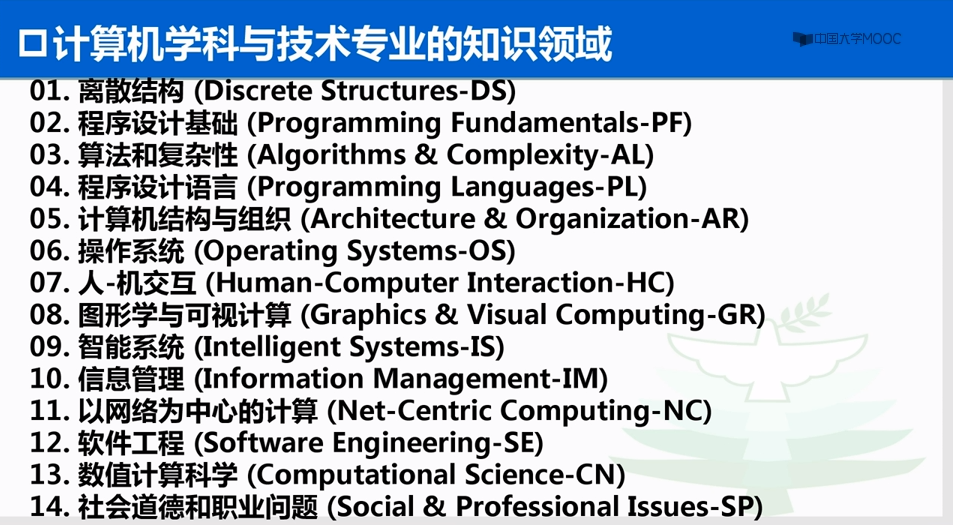 计算机学科与技术专业的知识领域
中国大学MOOC
01. 离散结构 (Discrete Structures-DS)
02. 程序设计基础 (Programming Fundamentals-PF)
03. 算法和复杂性 (Algorithms & Complexity-AL)
04. 程序设计语言 (Programming Languages-PL)
05. 计算机结构与组织 (Architecture & Organization-AR)
06. 操作系统 (Operating Systems-OS)
07. 人-机交互 (Human-Computer Interaction-HC)
08. 图形学与可视计算 (Graphics & Visual Computing-GR)
09. 智能系统 (Intelligent Systems-IS)
10. 信息管理 (Information Management-IM)
11. 以网络为中心的计算 (Net-Centric Computing-NC)
12. 软件工程 (Software Engineering-SE)
13. 数值计算科学 (Computational Science-CN)
14. 社会道德和职业问题 (Social & Professional Issues-SP)